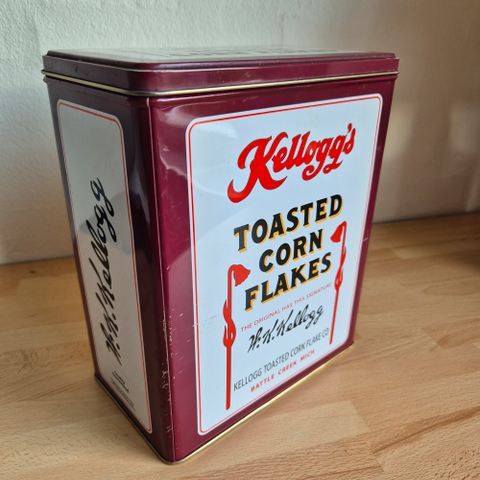 Kellogg's
TOASTED
CORN
FLAKES
THE ORIGINAL HAS THIS SIGNATURE
W.K.Kellogg
KELLOGG TOASTED CORN FLAKE CO.
BATTLE CREEK MICH
W.K.Kellogg